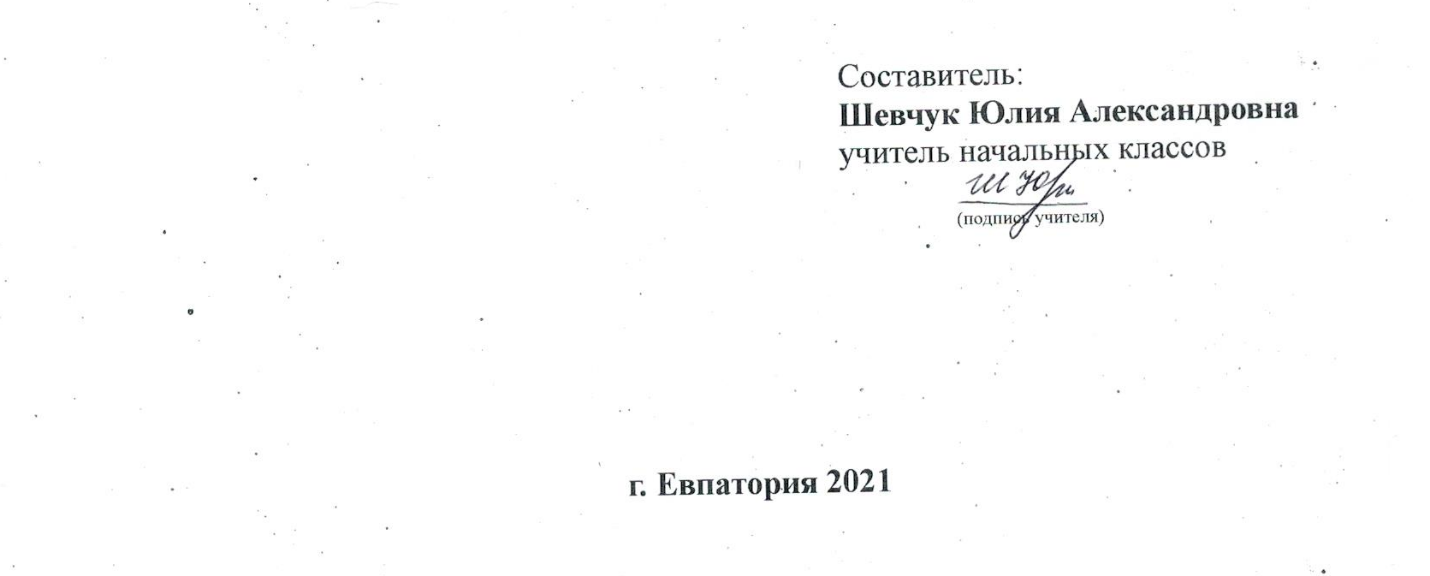 Составитель:
Шевчук Юлия Александровна
учитель начальных классов
(подпись учителя)
г. Евпатория 2021